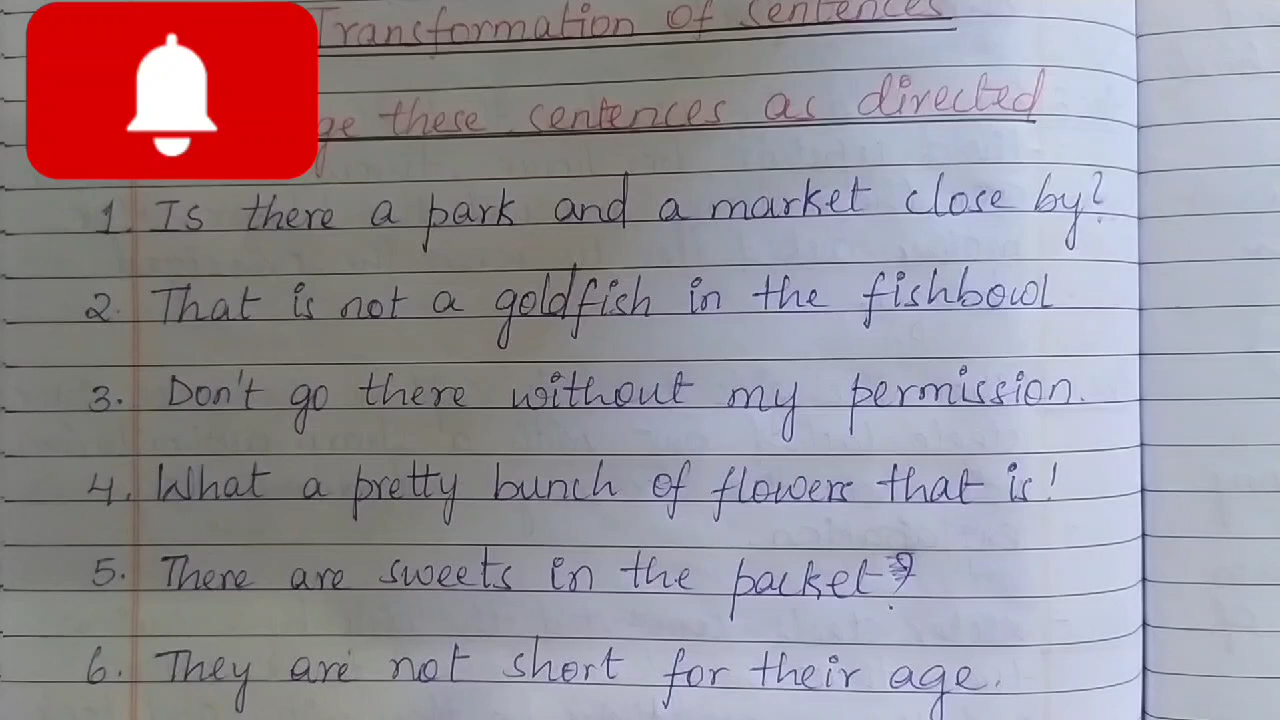 Transformation of Sentences
ge these sentences as directed
1. Is there a park and a market close by?
2. That is not a goldfish in the fishbowl
3. Don't go there without my permission.
4. What a pretty bunch of flowers that is!
5. There are sweets in the packet?
6. They are not short for their age.